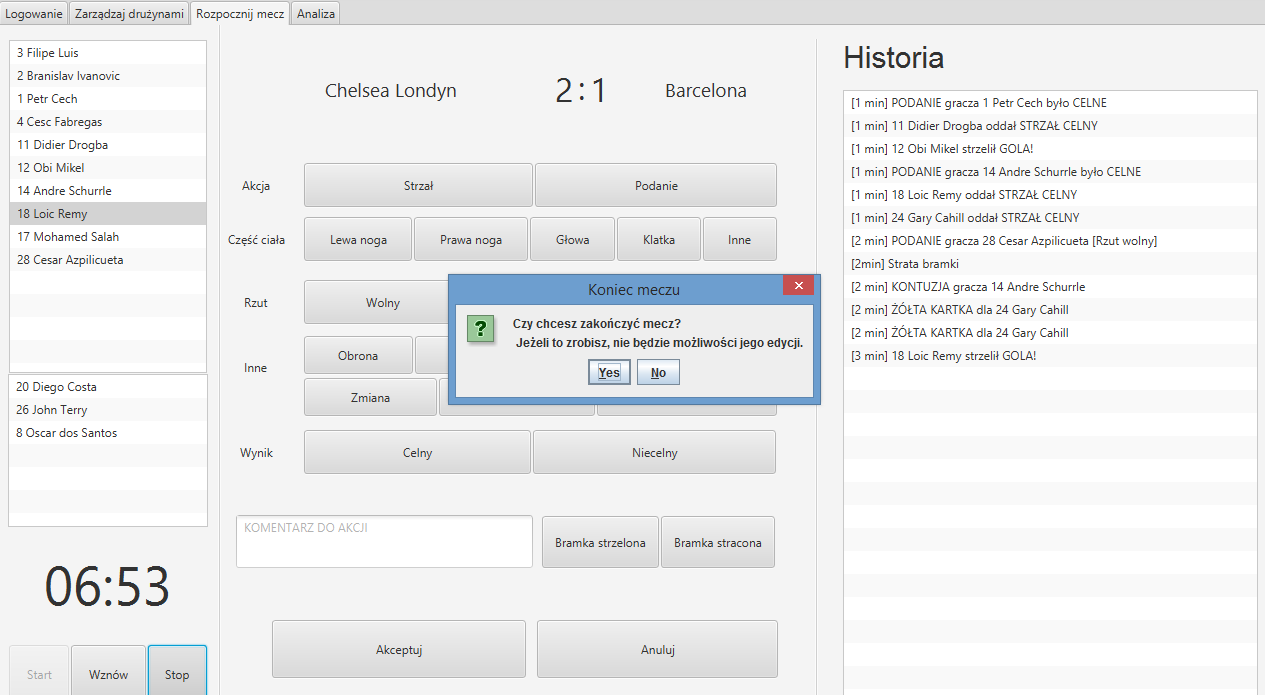 Logowanie
Zarządzaj drużynami
Rozpocznij mecz
Analiza
3 Filipe Luis
2 Branislav Ivanovic
1 Petr Cech
4 Cesc Fabregas
11 Didier Drogba
12 Obi Mikel
14 Andre Schurrle
18 Loic Remy
17 Mohamed Salah
28 Cesar Azpilicueta
20 Diego Costa
26 John Terry
8 Oscar dos Santos
06:53
Start
Wznów
Stop
Chelsea Londyn
2:1
Barcelona
Akcja
Strzał
Podanie
Część ciała
Lewa noga
Prawa noga
Głowa
Klatka
Inne
Rzut
Wolny
Inne
Obrona
Zmiana
Wynik
Celny
Niecelny
KOMENTARZ DO AKCJI
Bramka strzelona
Bramka stracona
Akceptuj
Anuluj
Koniec meczu
Czy chcesz zakończyć mecz?
Jeżeli to zrobisz, nie będzie możliwości jego edycji.
Yes
No
Historia
[1 min] PODANIE gracza 1 Petr Cech było CELNE
[1 min] 11 Didier Drogba oddał STRZAŁ CELNY
[1 min] 12 Obi Mikel strzelił GOLA!
[1 min] PODANIE gracza 14 Andre Schurrle było CELNE
[1 min] 18 Loic Remy oddał STRZAŁ CELNY
[1 min] 24 Gary Cahill oddał STRZAŁ CELNY
[2 min] PODANIE gracza 28 Cesar Azpilicueta [Rzut wolny]
[2min] Strata bramki
[2 min] KONTUZJA gracza 14 Andre Schurrle
[2 min] ŻÓŁTA KARTKA dla 24 Gary Cahill
[2 min] ŻÓŁTA KARTKA dla 24 Gary Cahill
[3 min] 18 Loic Remy strzelił GOLA!